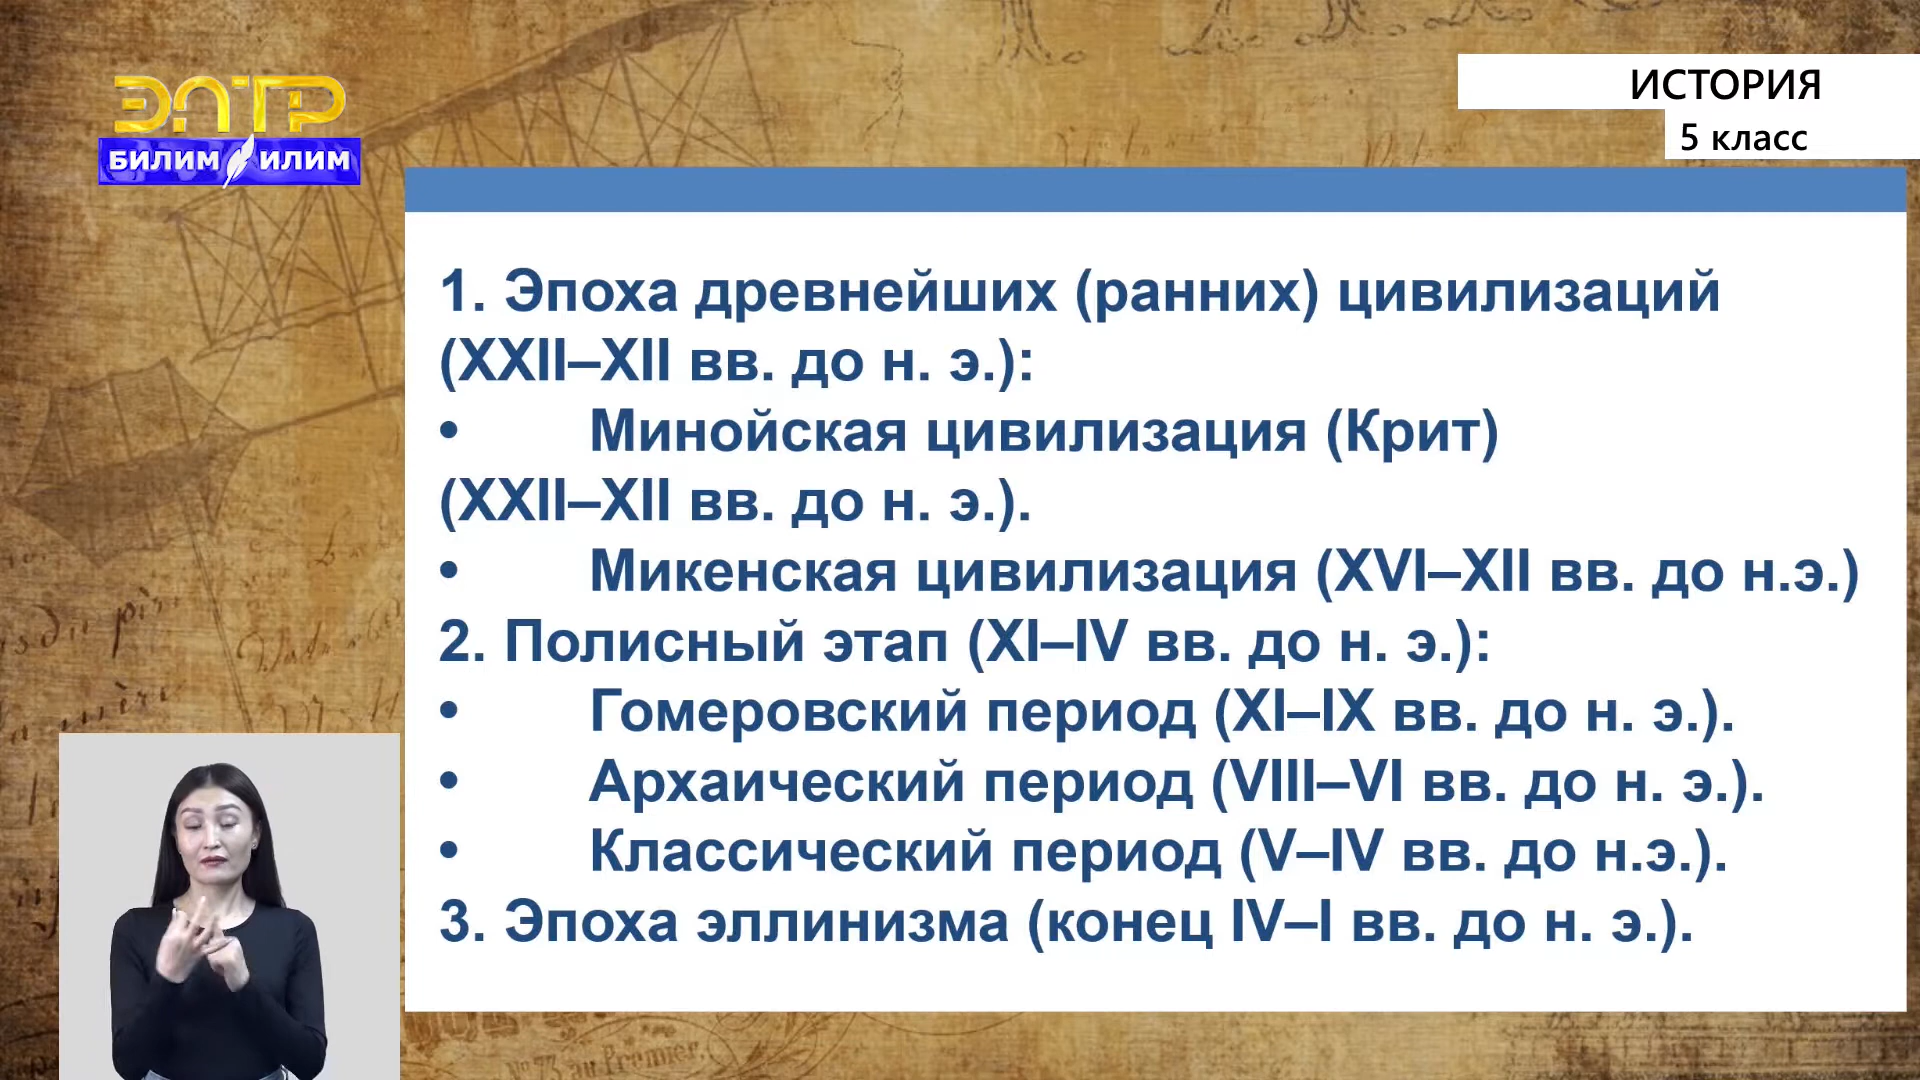 ЭЛТР
БИЛИМ ИЛИМ
ИСТОРИЯ
5 класс
1. Эпоха древнейших (ранних) цивилизаций
(XXII–XII вв. до н. э.):
• Минойская цивилизация (Крит)
(XXII–XII вв. до н. э.).
• Микенская цивилизация (XVI–XII вв. до н.э.)
2. Полисный этап (XI–IV вв. до н. э.):
• Гомеровский период (XI–IX вв. до н. э.).
• Архаический период (VIII–VI вв. до н. э.).
• Классический период (V–IV вв. до н.э.).
3. Эпоха эллинизма (конец IV–I вв. до н. э.).